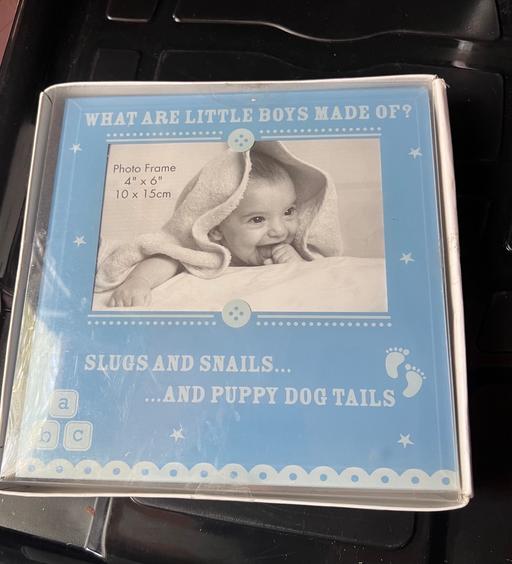 WHAT ARE LITTLE BOYS MADE OF?
Photo Frame
4" x 6"
10 x 15cm
SLUGS AND SNAILS...
...AND PUPPY DOG TAILS
a
b c